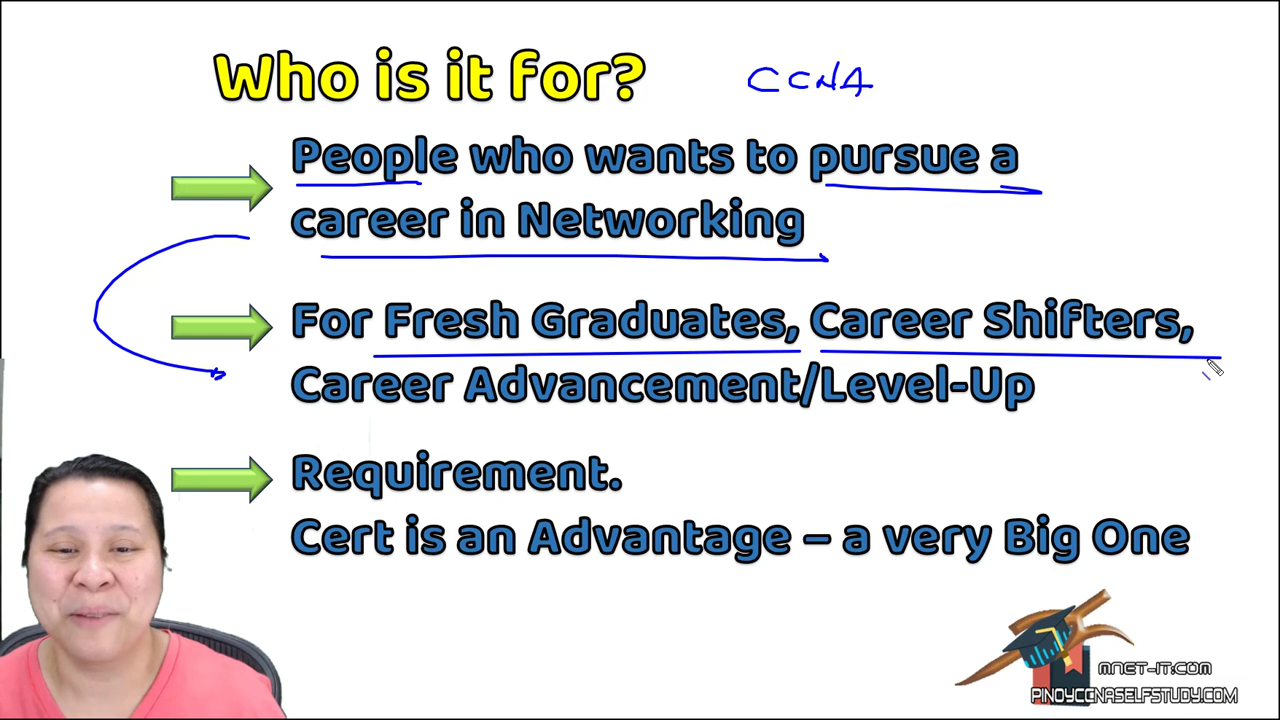 Who is it for?
CCNA
People who wants to pursue a
career in Networking
For Fresh Graduates, Career Shifters,
Career Advancement/Level-Up
Requirement.
Cert is an Advantage – a very Big One
MNET-IT.COM
PINOYCCNASELFSTUDY.COM